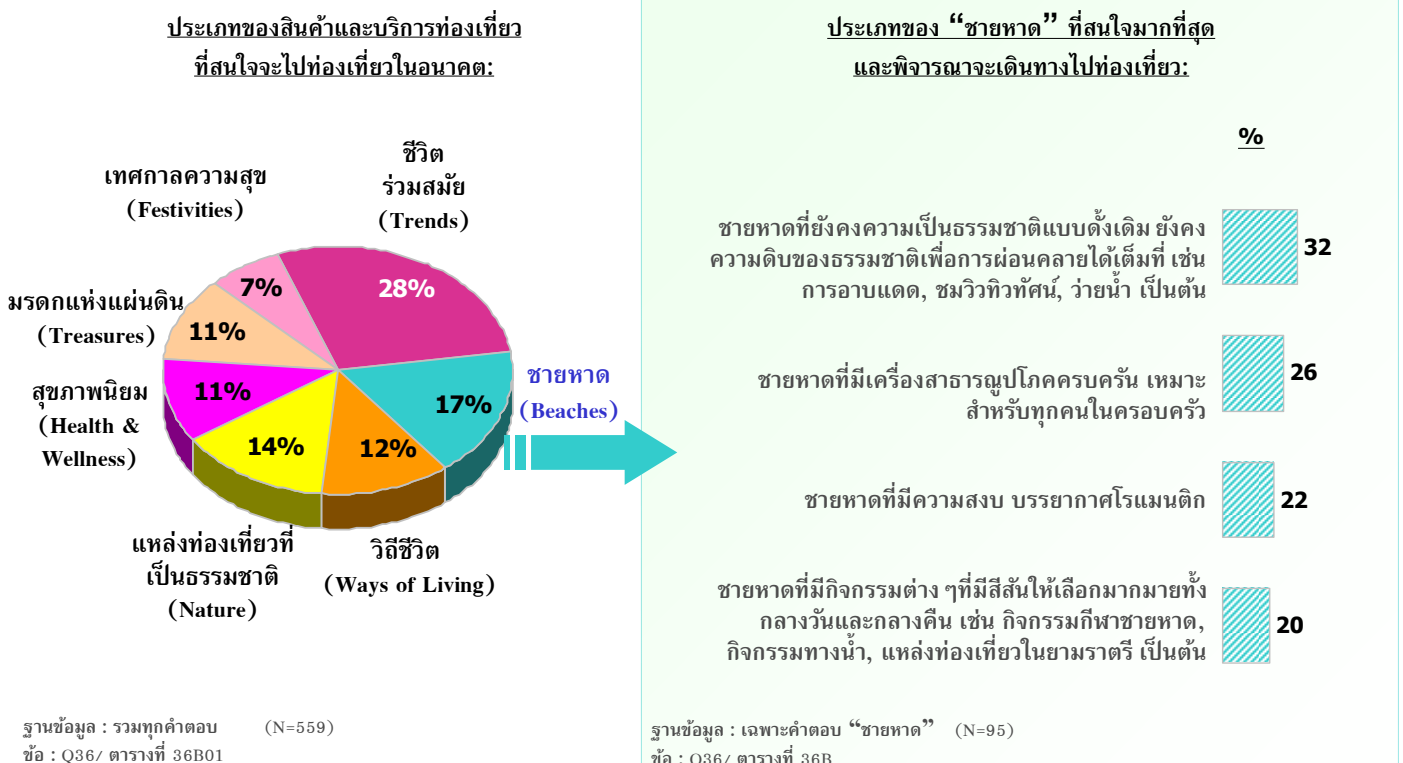 ประเภทของสินค้าและบริการท่องเที่ยว
ที่สนใจจะไปท่องเที่ยวในอนาคต:
ชีวิต
ร่วมสมัย
(Trends)
เทศกาลความสุข
(Festivities)
มรดกแห่งแผ่นดิน
(Treasures)
สุขภาพนิยม
(Health &
Wellness)
แหล่งท่องเที่ยวที่
เป็นธรรมชาติ
(Nature)
วิถีชีวิต
(Ways of Living)
ชายหาด
(Beaches)
7%
28%
11%
11%
17%
14%
12%
ฐานข้อมูล : รวมทุกคำตอบ (N=559)
ข้อ : Q36/ ตารางที่ 36B01
ประเภทของ “ชายหาด” ที่สนใจมากที่สุด
และพิจารณาจะเดินทางไปท่องเที่ยว:
%
ชายหาดที่ยังคงความเป็นธรรมชาติแบบดั้งเดิม ยังคง
ความดิบของธรรมชาติเพื่อการผ่อนคลายได้เต็มที่ เช่น
การอาบแดด, ชมวิวทิวทัศน์, ว่ายน้ำ เป็นต้น
32
ชายหาดที่มีเครื่องสาธารณูปโภคครบครัน เหมาะ
สำหรับทุกคนในครอบครัว
26
ชายหาดที่มีความสงบ บรรยากาศโรแมนติก
22
ชายหาดที่มีกิจกรรมต่าง ๆที่มีสีสันให้เลือกมากมายทั้ง
กลางวันและกลางคืน เช่น กิจกรรมกีฬาชายหาด,
กิจกรรมทางน้ำ, แหล่งท่องเที่ยวในยามราตรี เป็นต้น
20
ฐานข้อมูล : เฉพาะคำตอบ “ชายหาด” (N=95)
ข้อ : Q36/ ตารางที่ 36B